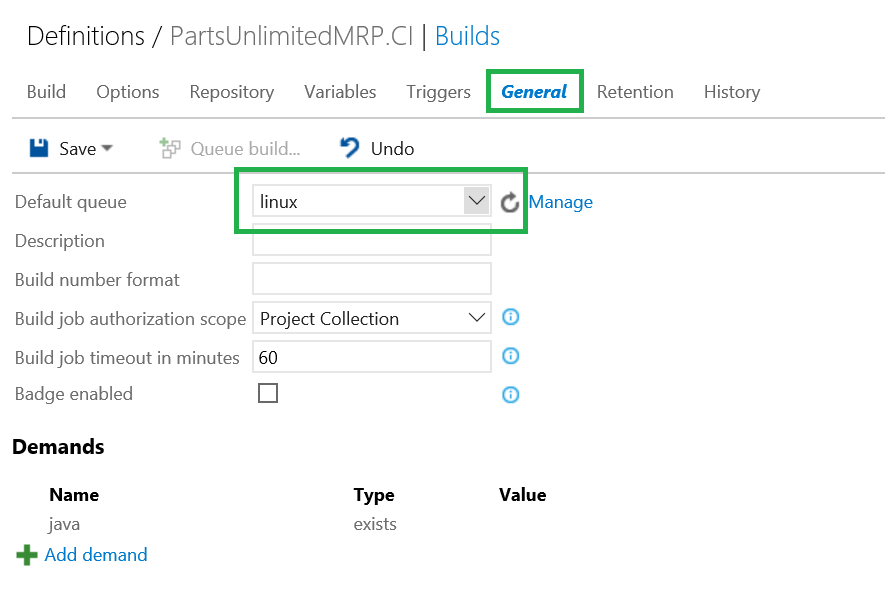 Definitions / PartsUnlimitedMRP.CI | Builds
Build Options Repository Variables Triggers General Retention History
Save Queue build... Undo
Default queue linux Manage
Description
Build number format
Build job authorization scope Project Collection
Build job timeout in minutes 60
Badge enabled
Demands
Name Type Value
java exists
Add demand